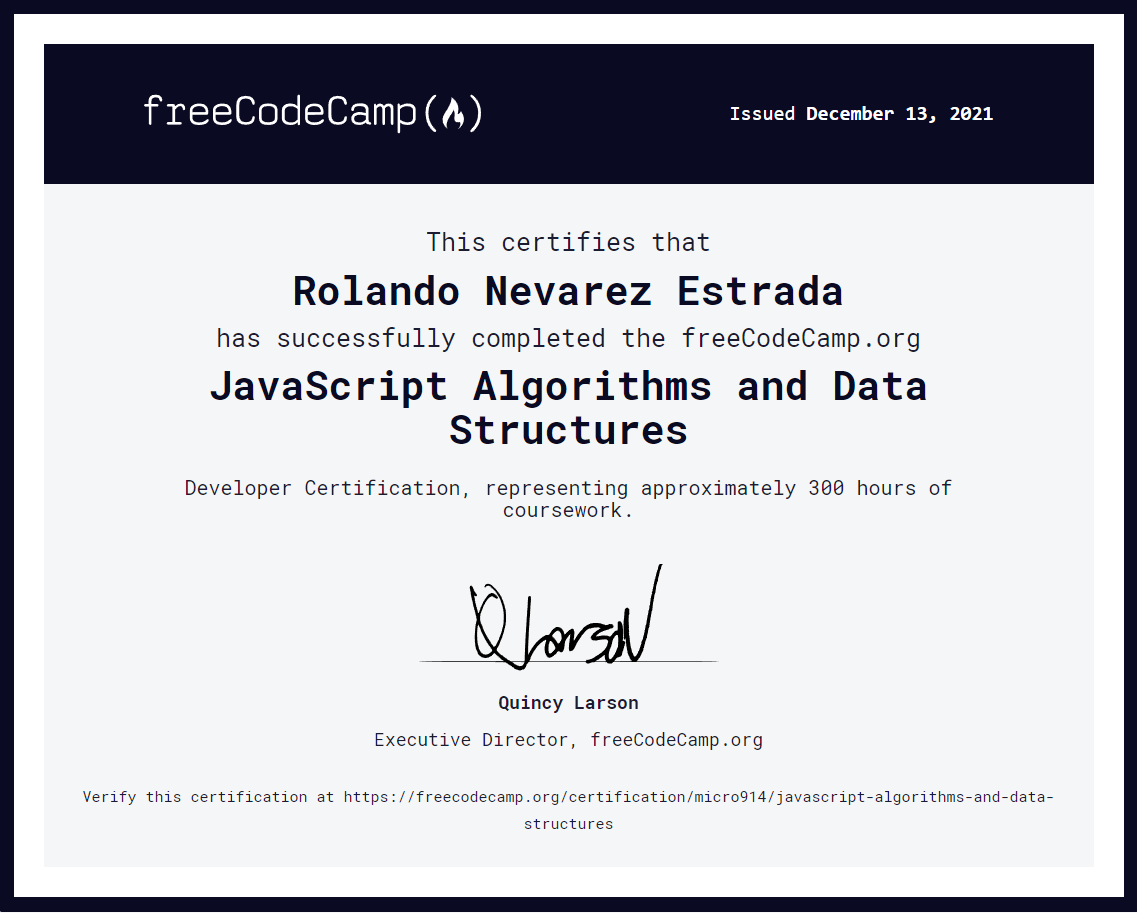 freeCodeCamp(🔥)
Issued December 13, 2021
This certifies that
Rolando Nevarez Estrada
has successfully completed the freeCodeCamp.org
JavaScript Algorithms and Data
Structures
Developer Certification, representing approximately 300 hours of
coursework.
Q Larson
Quincy Larson
Executive Director, freeCodeCamp.org
Verify this certification at https://freecodecamp.org/certification/micro914/javascript-algorithms-and-data-
structures